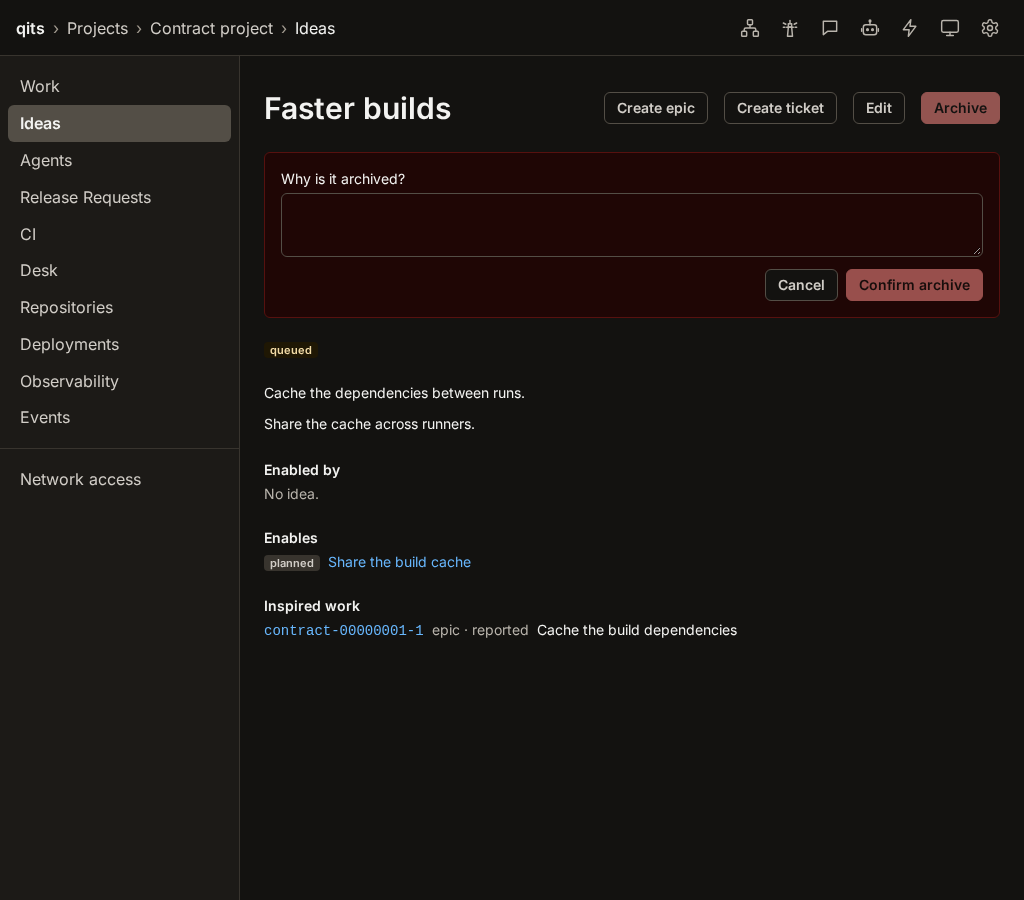 qits › Projects › Contract project › Ideas
Work
Ideas
Agents
Release Requests
CI
Desk
Repositories
Deployments
Observability
Events
Network access
Faster builds
Create epic
Create ticket
Edit
Archive
Why is it archived?
Cancel
Confirm archive
queued
Cache the dependencies between runs.
Share the cache across runners.
Enabled by
No idea.
Enables
planned Share the build cache
Inspired work
contract-00000001-1 epic · reported Cache the build dependencies